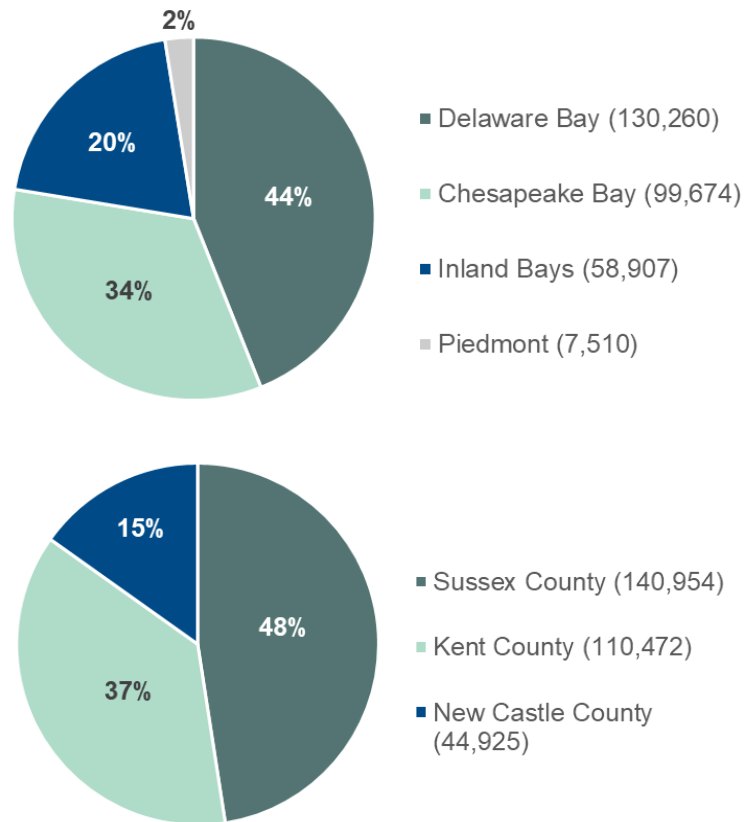 2%
20%
44%
34%
Delaware Bay (130,260)
Chesapeake Bay (99,674)
Inland Bays (58,907)
Piedmont (7,510)
15%
48%
37%
Sussex County (140,954)
Kent County (110,472)
New Castle County
(44,925)